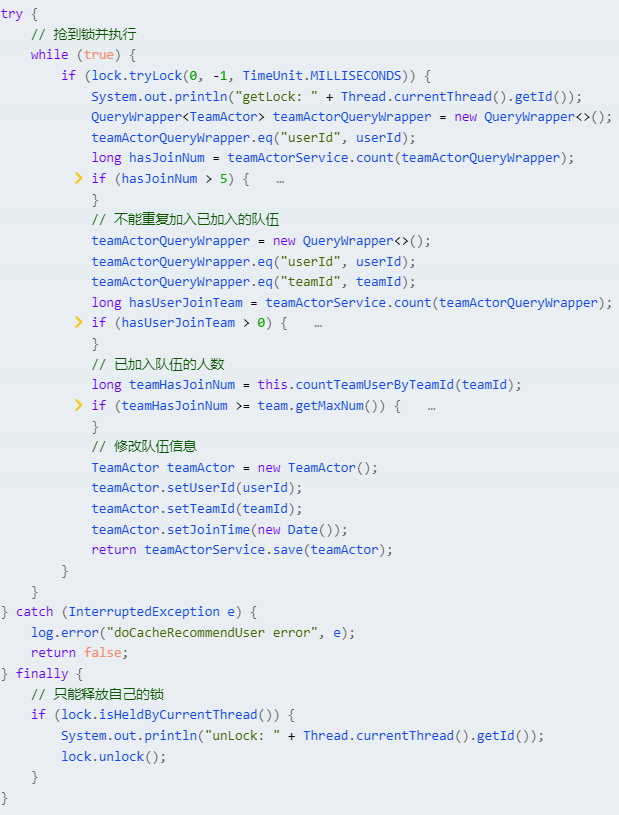 try {
    // 抢到锁并执行
    while (true) {
        if (lock.tryLock(0, -1, TimeUnit.MILLISECONDS)) {
            System.out.println("getLock: " + Thread.currentThread().getId());
            QueryWrapper<TeamActor> teamActorQueryWrapper = new QueryWrapper<>();
            teamActorQueryWrapper.eq("userId", userId);
            long hasJoinNum = teamActorService.count(teamActorQueryWrapper);
            if (hasJoinNum > 5) {   …
            }
            // 不能重复加入已加入的队伍
            teamActorQueryWrapper = new QueryWrapper<>();
            teamActorQueryWrapper.eq("userId", userId);
            teamActorQueryWrapper.eq("teamId", teamId);
            long hasUserJoinTeam = teamActorService.count(teamActorQueryWrapper);
            if (hasUserJoinTeam > 0) {   …
            }
            // 已加入队伍的人数
            long teamHasJoinNum = this.countTeamUserByTeamId(teamId);
            if (teamHasJoinNum >= team.getMaxNum()) {   …
            }
            // 修改队伍信息
            TeamActor teamActor = new TeamActor();
            teamActor.setUserId(userId);
            teamActor.setTeamId(teamId);
            teamActor.setJoinTime(new Date());
            return teamActorService.save(teamActor);
        }
    }
} catch (InterruptedException e) {
    log.error("doCacheRecommendUser error", e);
    return false;
} finally {
    // 只能释放自己的锁
    if (lock.isHeldByCurrentThread()) {
        System.out.println("unLock: " + Thread.currentThread().getId());
        lock.unlock();
    }
}